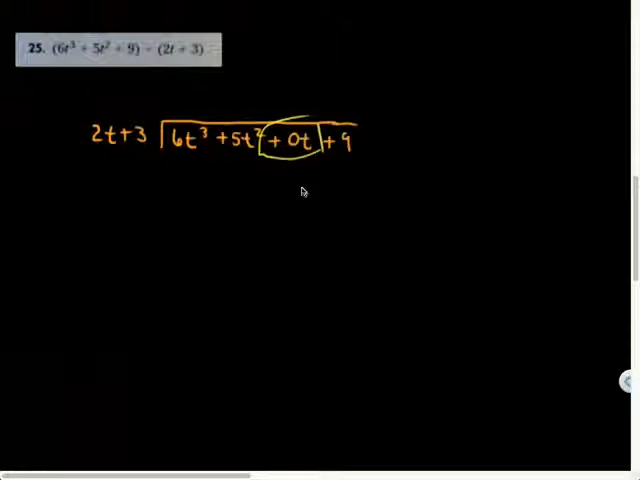 25. (6t³ + 5t² + 9) ÷ (2t + 3)
2t+3 6t³ +5t² + 0t + 9